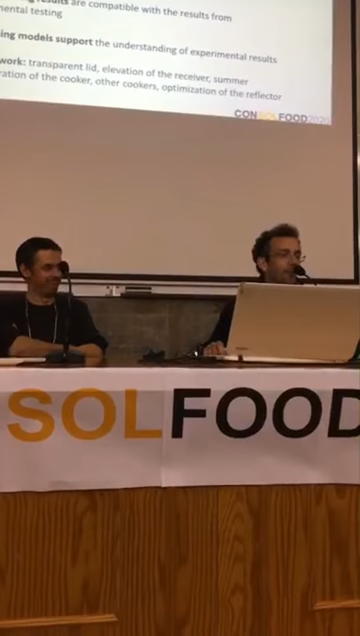 results are compatible with the results from
mental testing
ing models support the understanding of experimental results
work: transparent lid, elevation of the receiver, summer
ration of the cooker, other cookers, optimization of the reflector
CONSOLFOOD2020
SOLFOOD